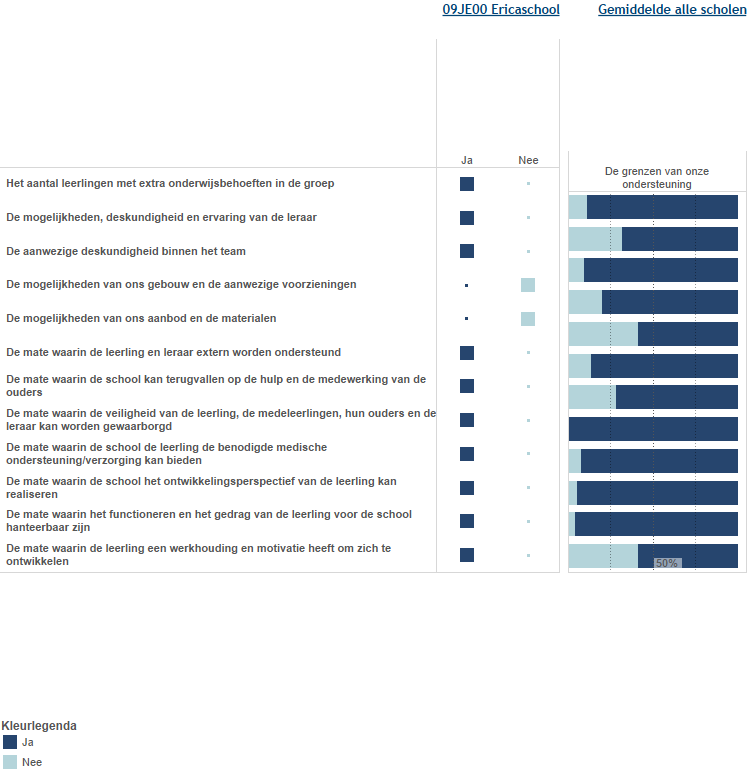 09JE00 Ericaschool
Gemiddelde alle scholen
Ja
Nee
De grenzen van onze
ondersteuning
Het aantal leerlingen met extra onderwijsbehoeften in de groep
De mogelijkheden, deskundigheid en ervaring van de leraar
De aanwezige deskundigheid binnen het team
De mogelijkheden van ons gebouw en de aanwezige voorzieningen
De mogelijkheden van ons aanbod en de materialen
De mate waarin de leerling en leraar extern worden ondersteund
De mate waarin de school kan terugvallen op de hulp en de medewerking van de
ouders
De mate waarin de veiligheid van de leerling, de medeleerlingen, hun ouders en de
leraar kan worden gewaarborgd
De mate waarin de school de leerling de benodigde medische
ondersteuning/verzorging kan bieden
De mate waarin de school het ontwikkelingsperspectief van de leerling kan
realiseren
De mate waarin het functioneren en het gedrag van de leerling voor de school
hanteerbaar zijn
De mate waarin de leerling een werkhouding en motivatie heeft om zich te
ontwikkelen
50%
Kleurlegenda
Ja
Nee